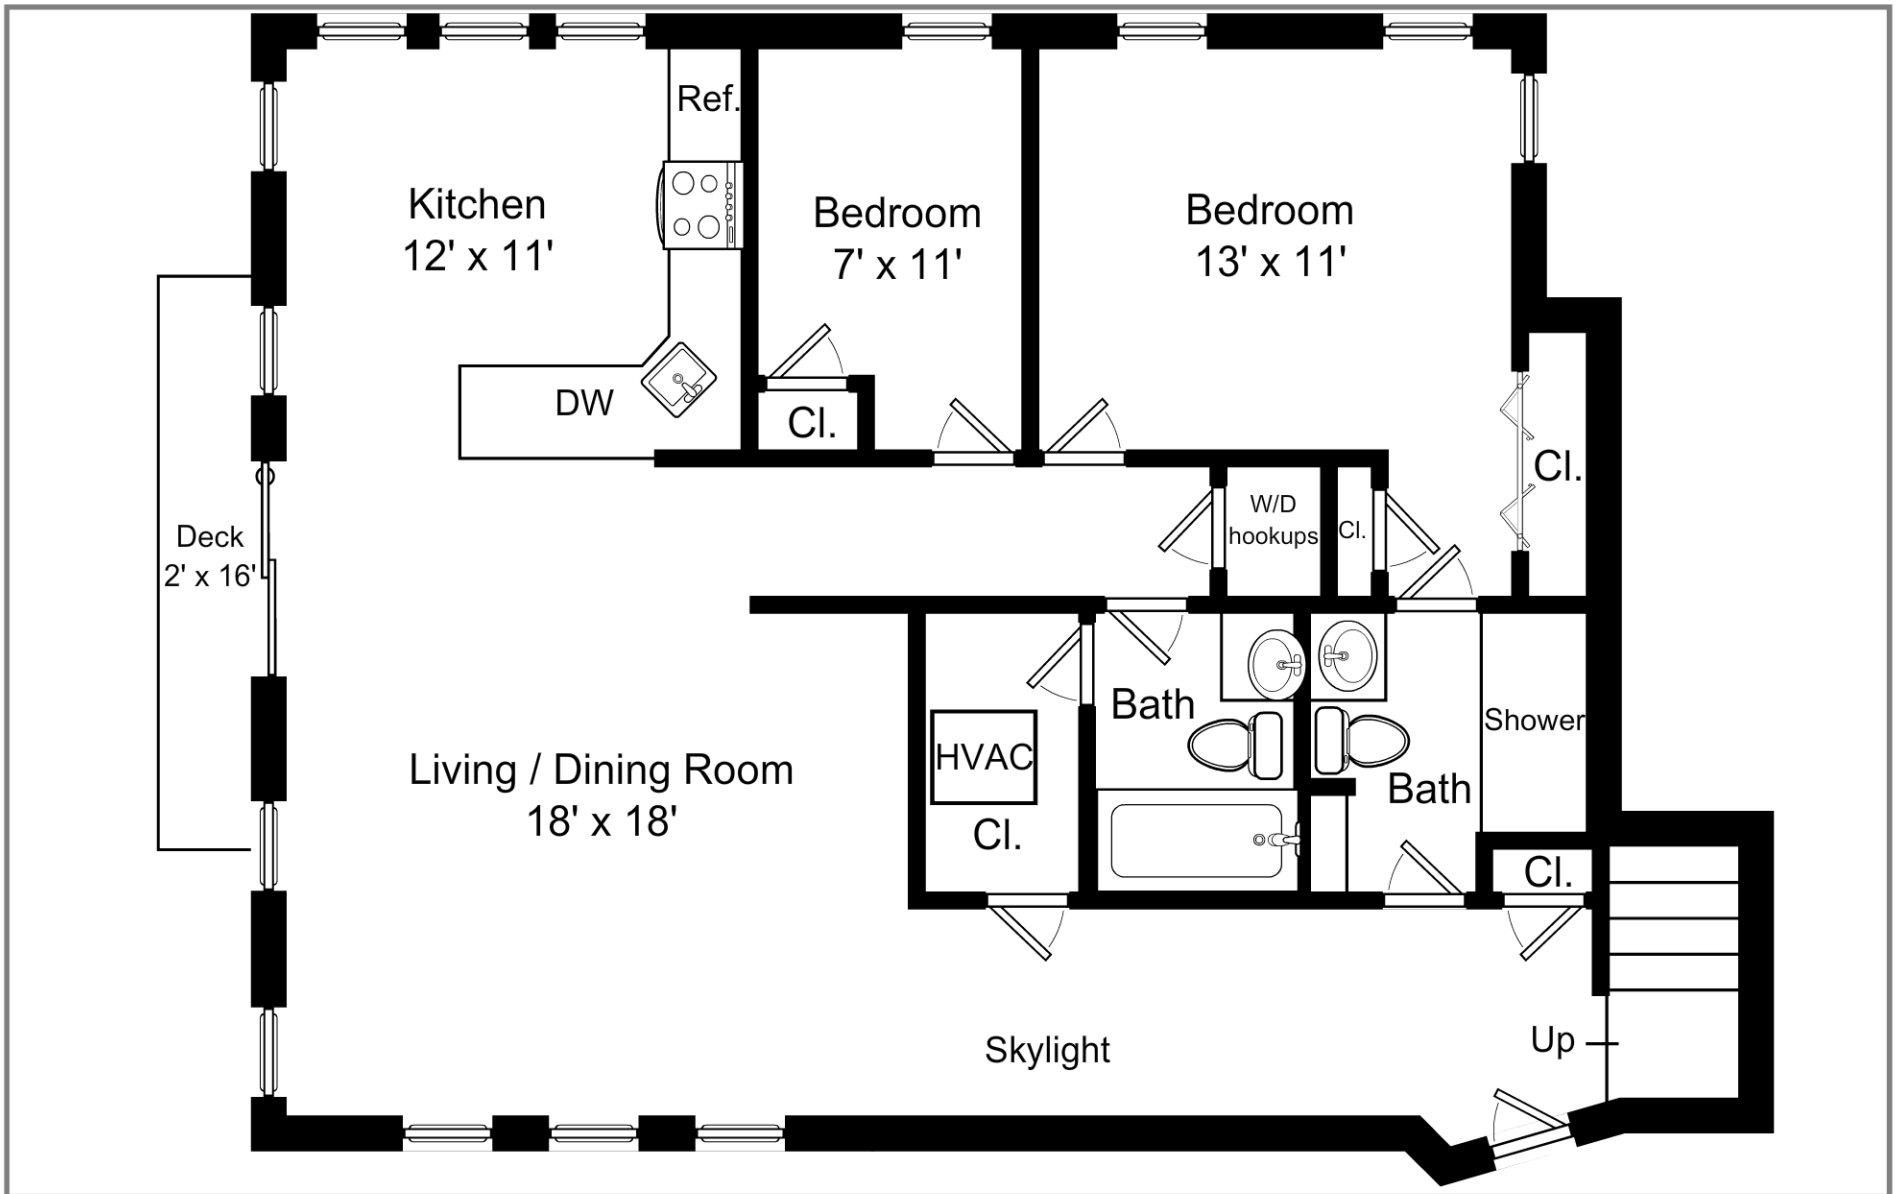 Ref.
Kitchen
12' x 11'
Bedroom
7' x 11'
Bedroom
13' x 11'
DW
Cl.
Cl.
W/D
hookups
Cl.
Deck
2' x 16'
Bath
Shower
HVAC
Cl.
Living / Dining Room
18' x 18'
Bath
Cl.
Skylight
Up